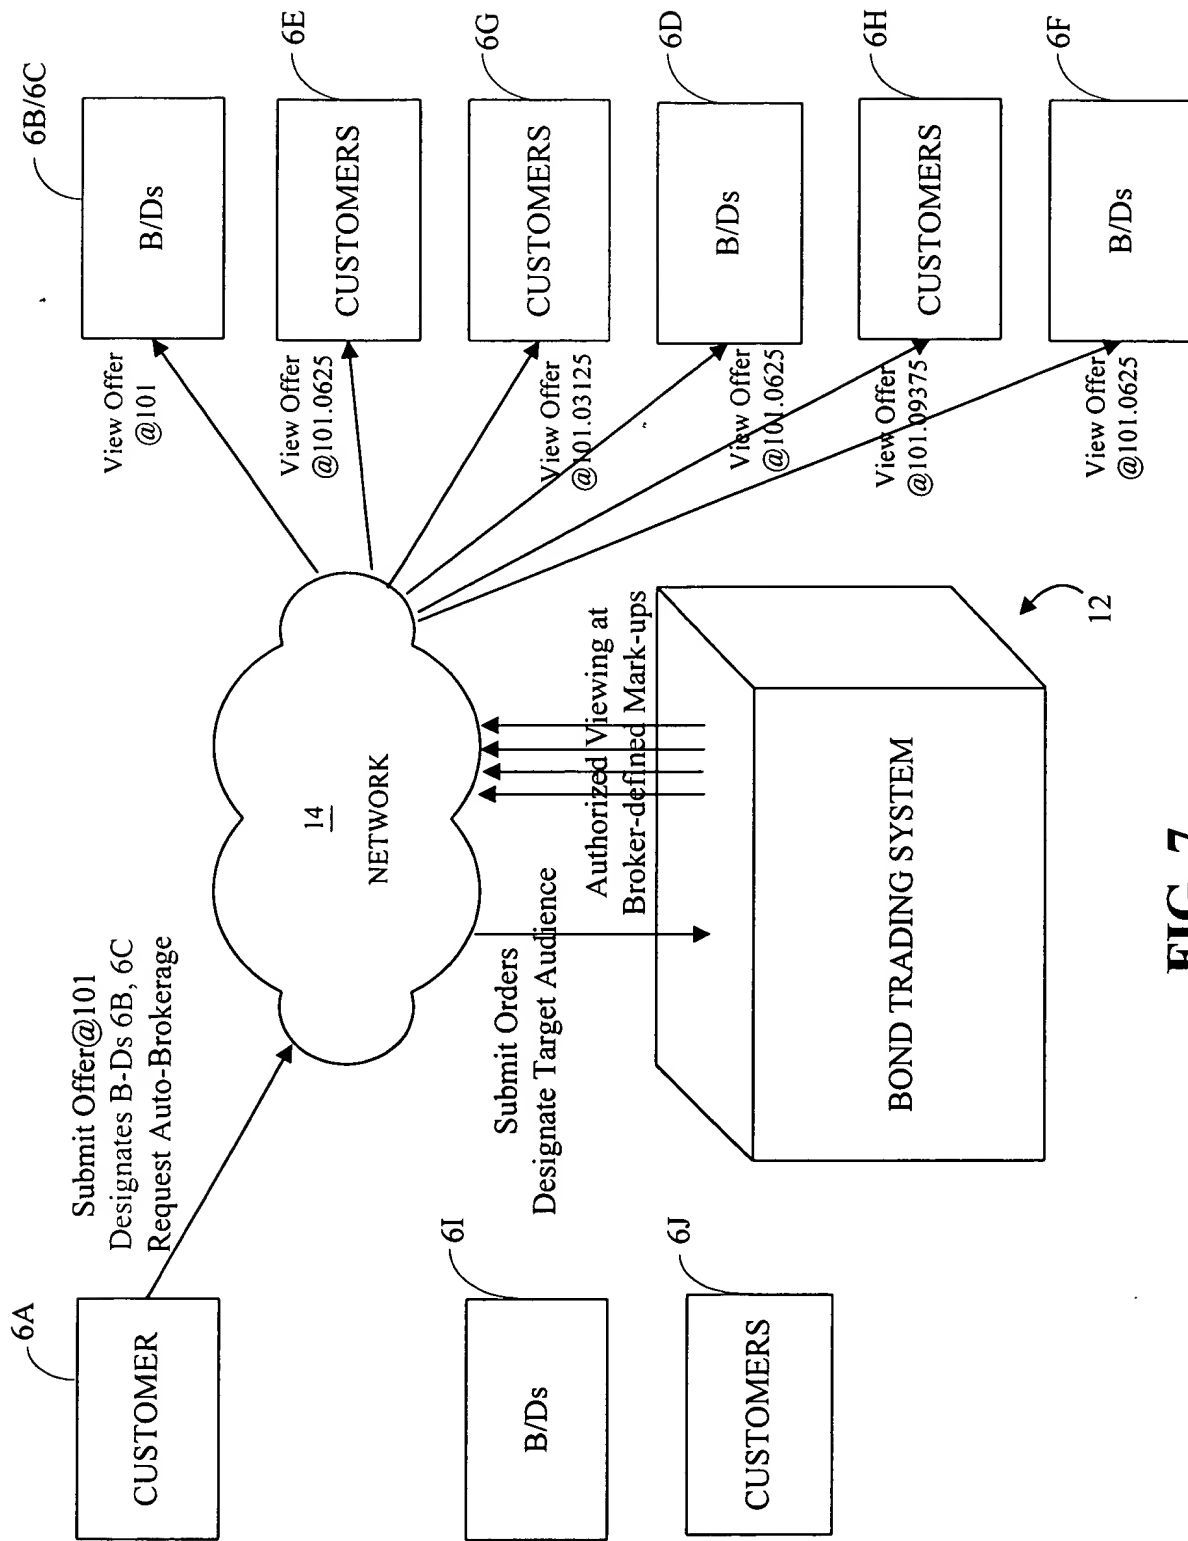 6A
CUSTOMER
Submit Offer@101
Designates B-Ds 6B, 6C
Request Auto-Brokerage
6I
B/Ds
6J
CUSTOMERS
14
NETWORK
Submit Orders
Designate Target Audience
Authorized Viewing at
Broker-defined Mark-ups
BOND TRADING SYSTEM
12
View Offer
@101
6B/6C
B/Ds
View Offer
@101.0625
6E
CUSTOMERS
View Offer
@101.03125
6G
CUSTOMERS
View Offer
@101.0625
6D
B/Ds
View Offer
@101.09375
6H
CUSTOMERS
View Offer
@101.0625
6F
B/Ds
FIG 7